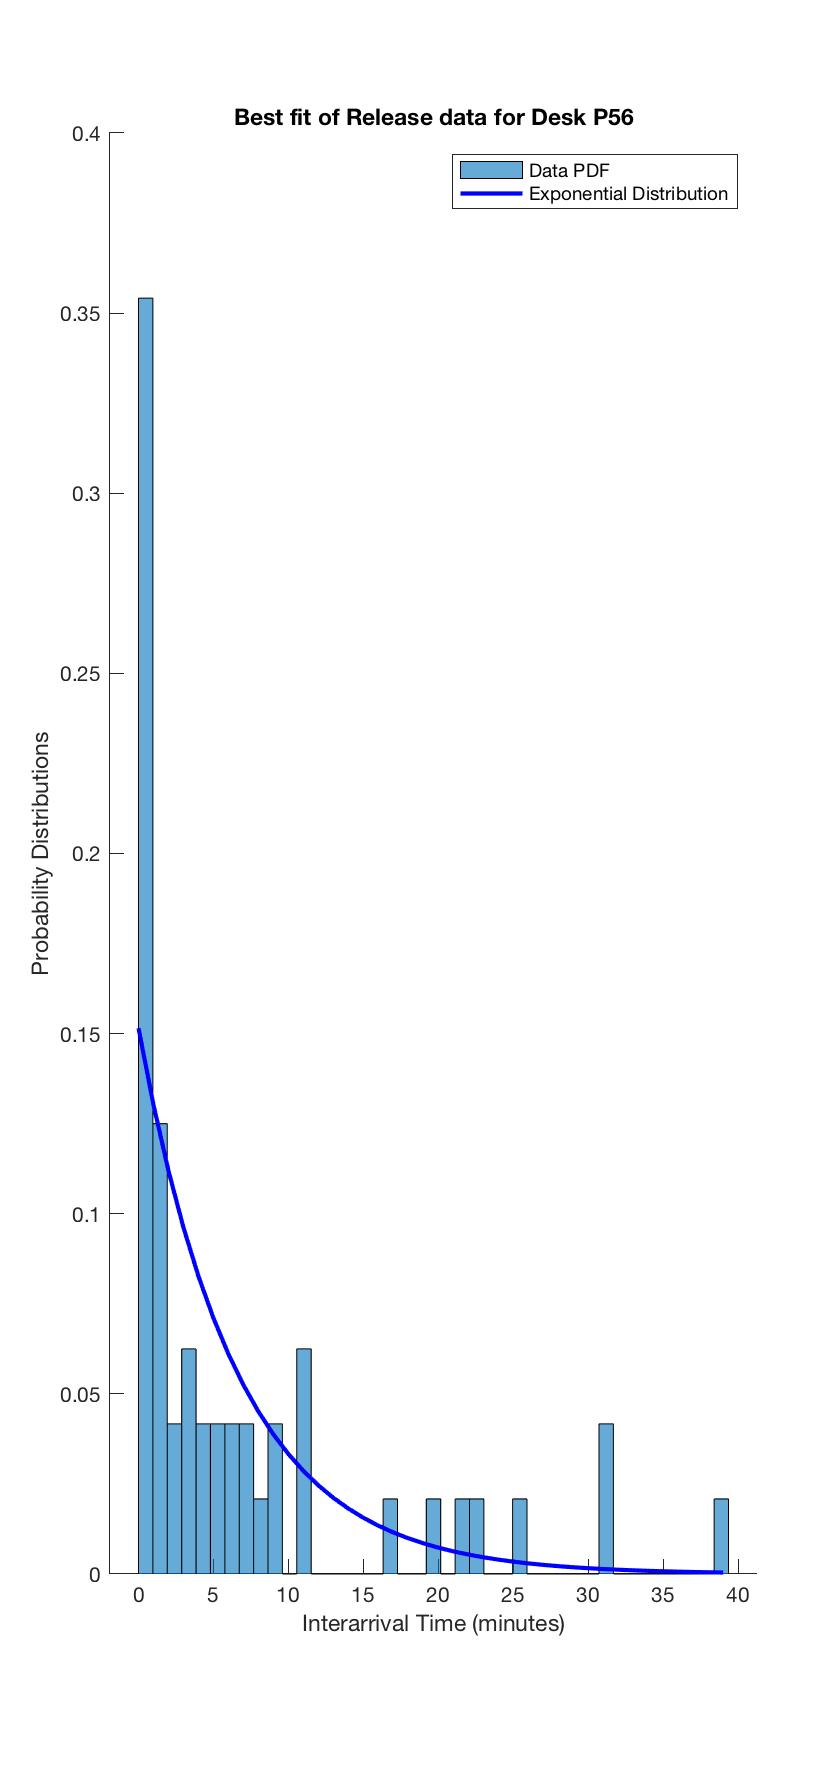 Best fit of Release data for Desk P56
0.4
Data PDF
Exponential Distribution
0.35
0.3
0.25
0.2
0.15
0.1
0.05
0
Probability Distributions
0 5 10 15 20 25 30 35 40
Interarrival Time (minutes)